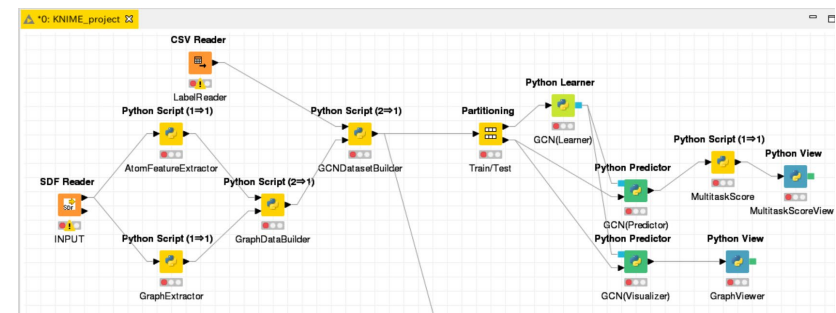 *0: KNIME_project
CSV Reader
LabelReader
Python Script (1⇒1)
AtomFeatureExtractor
SDF Reader
SDF
INPUT
Python Script (2⇒1)
GraphDataBuilder
Python Script (1⇒1)
GraphExtractor
Python Script (2⇒1)
GCNDatasetBuilder
Partitioning
Train/Test
Python Learner
GCN(Learner)
Python Predictor
GCN(Predictor)
Python Script (1⇒1)
MultitaskScore
Python View
MultitaskScoreView
Python Predictor
GCN(Visualizer)
Python View
GraphViewer